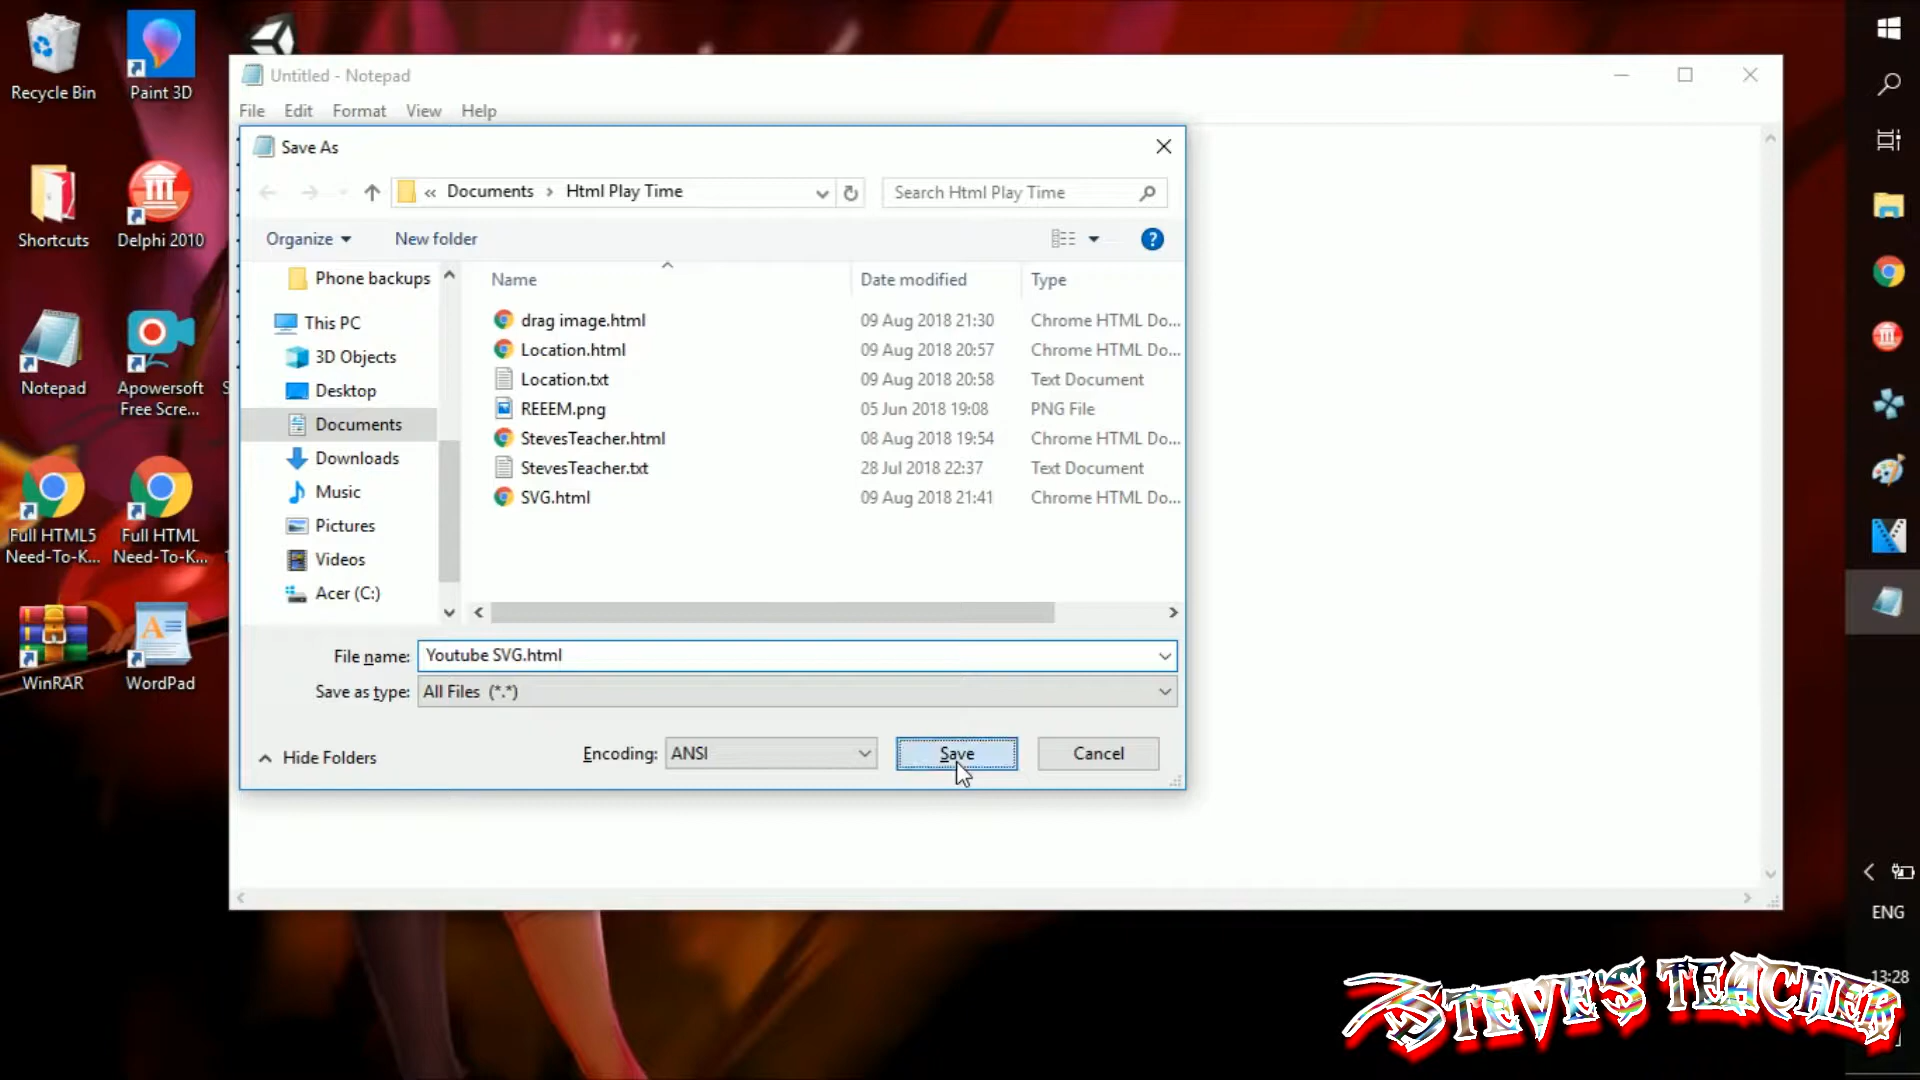 Recycle Bin
Paint 3D
Shortcuts
Delphi 2010
Notepad
Apowersoft
Free Scre...
Full HTML5
Need-To-K...
Full HTML
Need-To-K...
WinRAR
WordPad
Untitled - Notepad
File Edit Format View Help
Save As
« Documents › Html Play Time
Search Html Play Time
Organize New folder
Name Date modified Type
Phone backups
This PC
3D Objects
Desktop
Documents
Downloads
Music
Pictures
Videos
Acer (C:)
drag image.html 09 Aug 2018 21:30 Chrome HTML Do...
Location.html 09 Aug 2018 20:57 Chrome HTML Do...
Location.txt 09 Aug 2018 20:58 Text Document
REEEM.png 05 Jun 2018 19:08 PNG File
StevesTeacher.html 08 Aug 2018 19:54 Chrome HTML Do...
StevesTeacher.txt 28 Jul 2018 22:37 Text Document
SVG.html 09 Aug 2018 21:41 Chrome HTML Do...
File name: Youtube SVG.html
Save as type: All Files (*.*)
Hide Folders
Encoding: ANSI
Save
Cancel
ENG
13:28
STEVE'S TEACHER